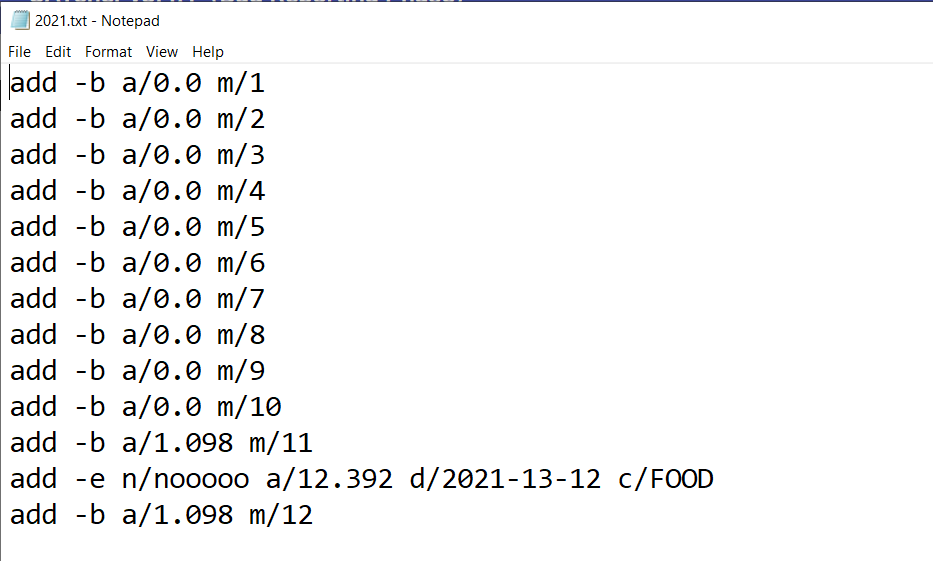 2021.txt - Notepad
File Edit Format View Help
add -b a/0.0 m/1
add -b a/0.0 m/2
add -b a/0.0 m/3
add -b a/0.0 m/4
add -b a/0.0 m/5
add -b a/0.0 m/6
add -b a/0.0 m/7
add -b a/0.0 m/8
add -b a/0.0 m/9
add -b a/0.0 m/10
add -b a/1.098 m/11
add -e n/nooooo a/12.392 d/2021-13-12 c/FOOD
add -b a/1.098 m/12